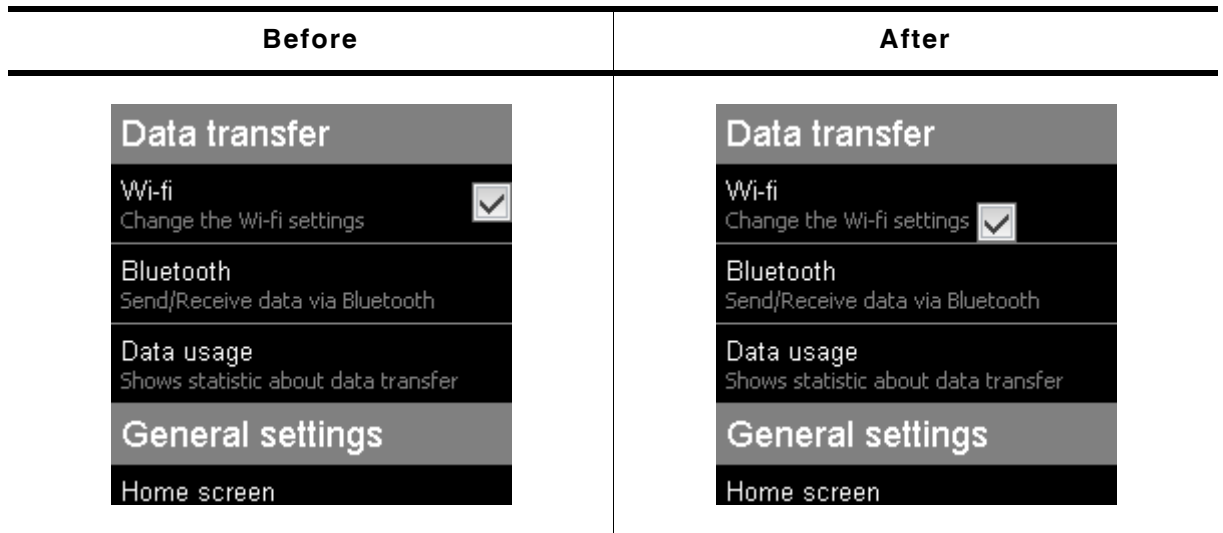 Before
After
Data transfer
Wi-fi
Change the Wi-fi settings
Bluetooth
Send/Receive data via Bluetooth
Data usage
Shows statistic about data transfer
General settings
Home screen
Data transfer
Wi-fi
Change the Wi-fi settings
Bluetooth
Send/Receive data via Bluetooth
Data usage
Shows statistic about data transfer
General settings
Home screen